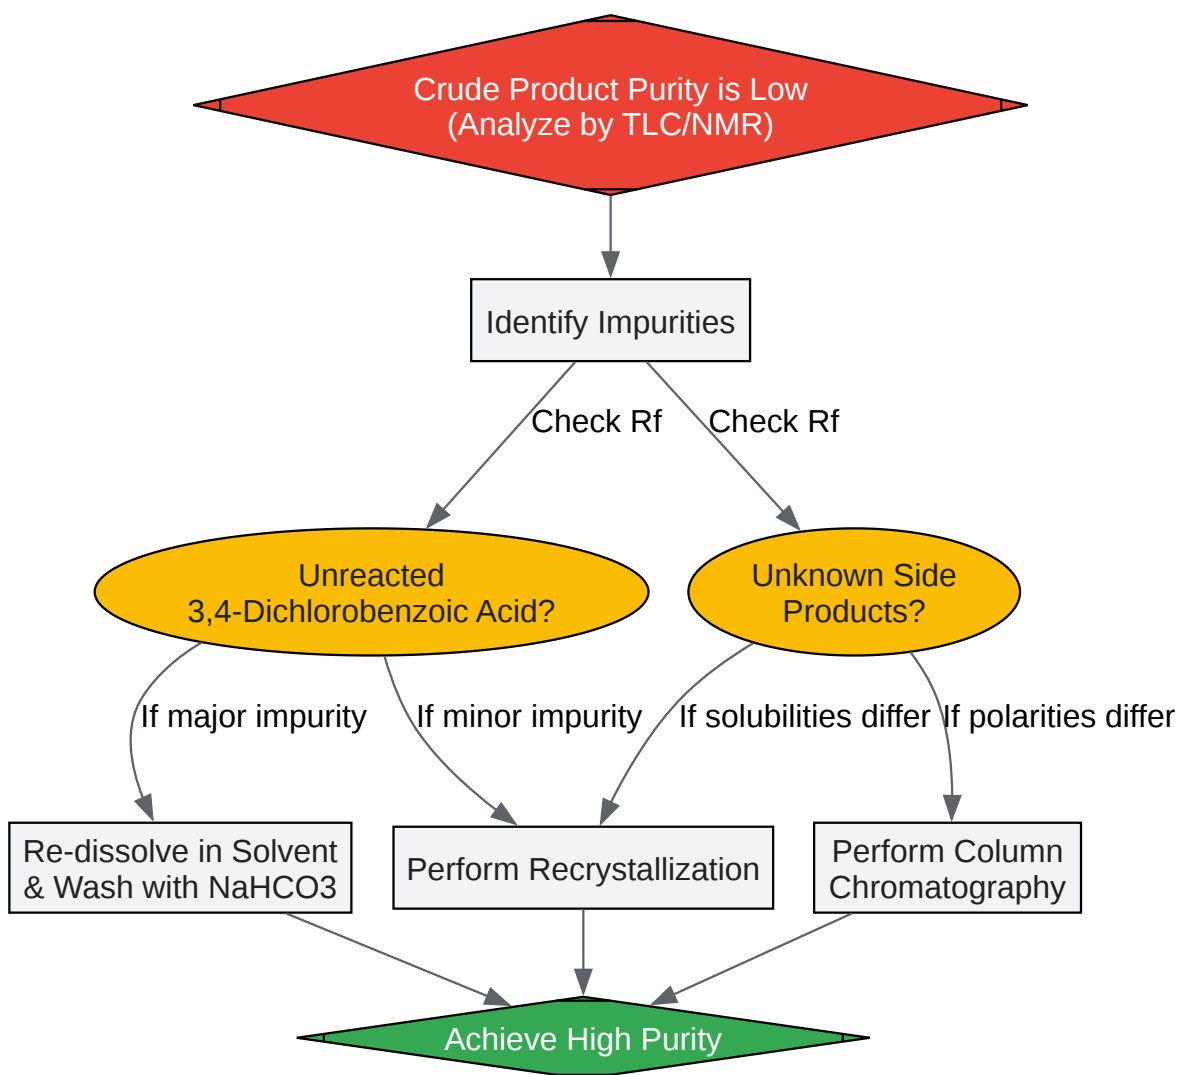 Crude Product Purity is Low
(Analyze by TLC/NMR)
Identify Impurities
Check Rf
Check Rf
Unreacted
3,4-Dichlorobenzoic Acid?
Unknown Side
Products?
If major impurity
If minor impurity
If solubilities differ
If polarities differ
Re-dissolve in Solvent
& Wash with NaHCO3
Perform Recrystallization
Perform Column
Chromatography
Achieve High Purity